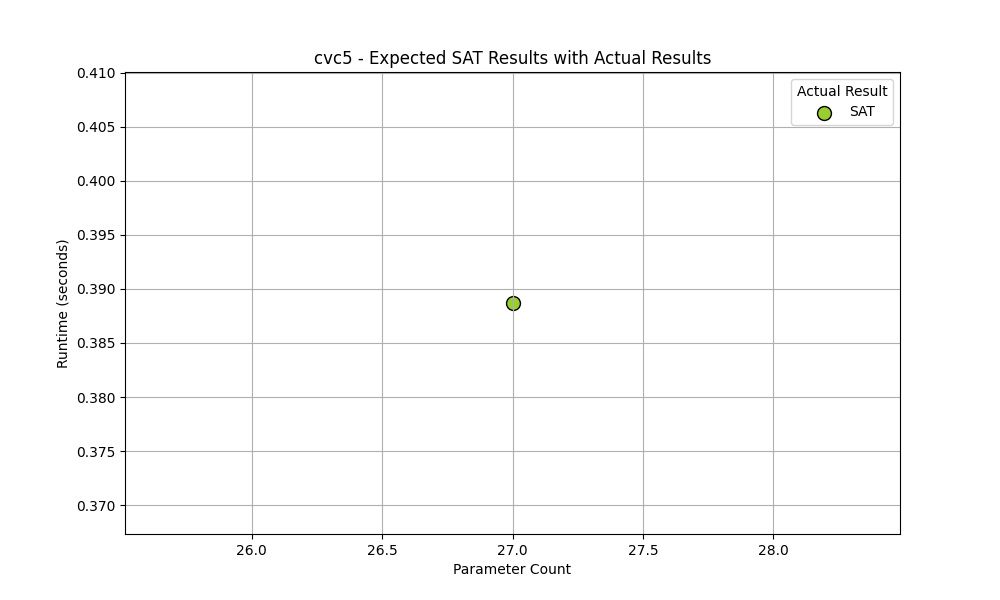 cvc5 - Expected SAT Results with Actual Results
Actual Result
SAT
0.410
0.405
0.400
0.395
0.390
0.385
0.380
0.375
0.370
Runtime (seconds)
26.0
26.5
27.0
27.5
28.0
Parameter Count